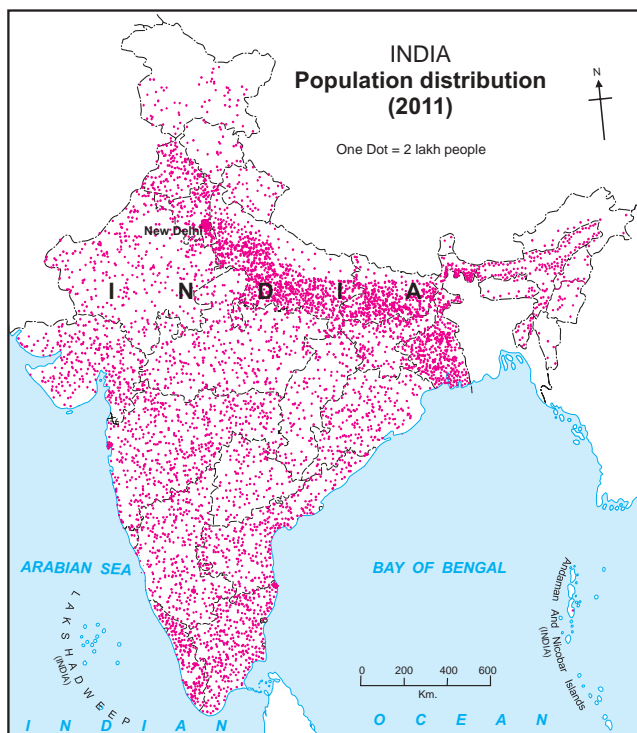 INDIA
Population distribution
(2011)
N
One Dot = 2 lakh people
New Delhi
I N D I A
ARABIAN SEA
BAY OF BENGAL
LAKSHADWEEP
(INDIA)
Andaman And Nicobar Islands
(INDIA)
0 200 400 600
Km.
I N D I A N O C E A N